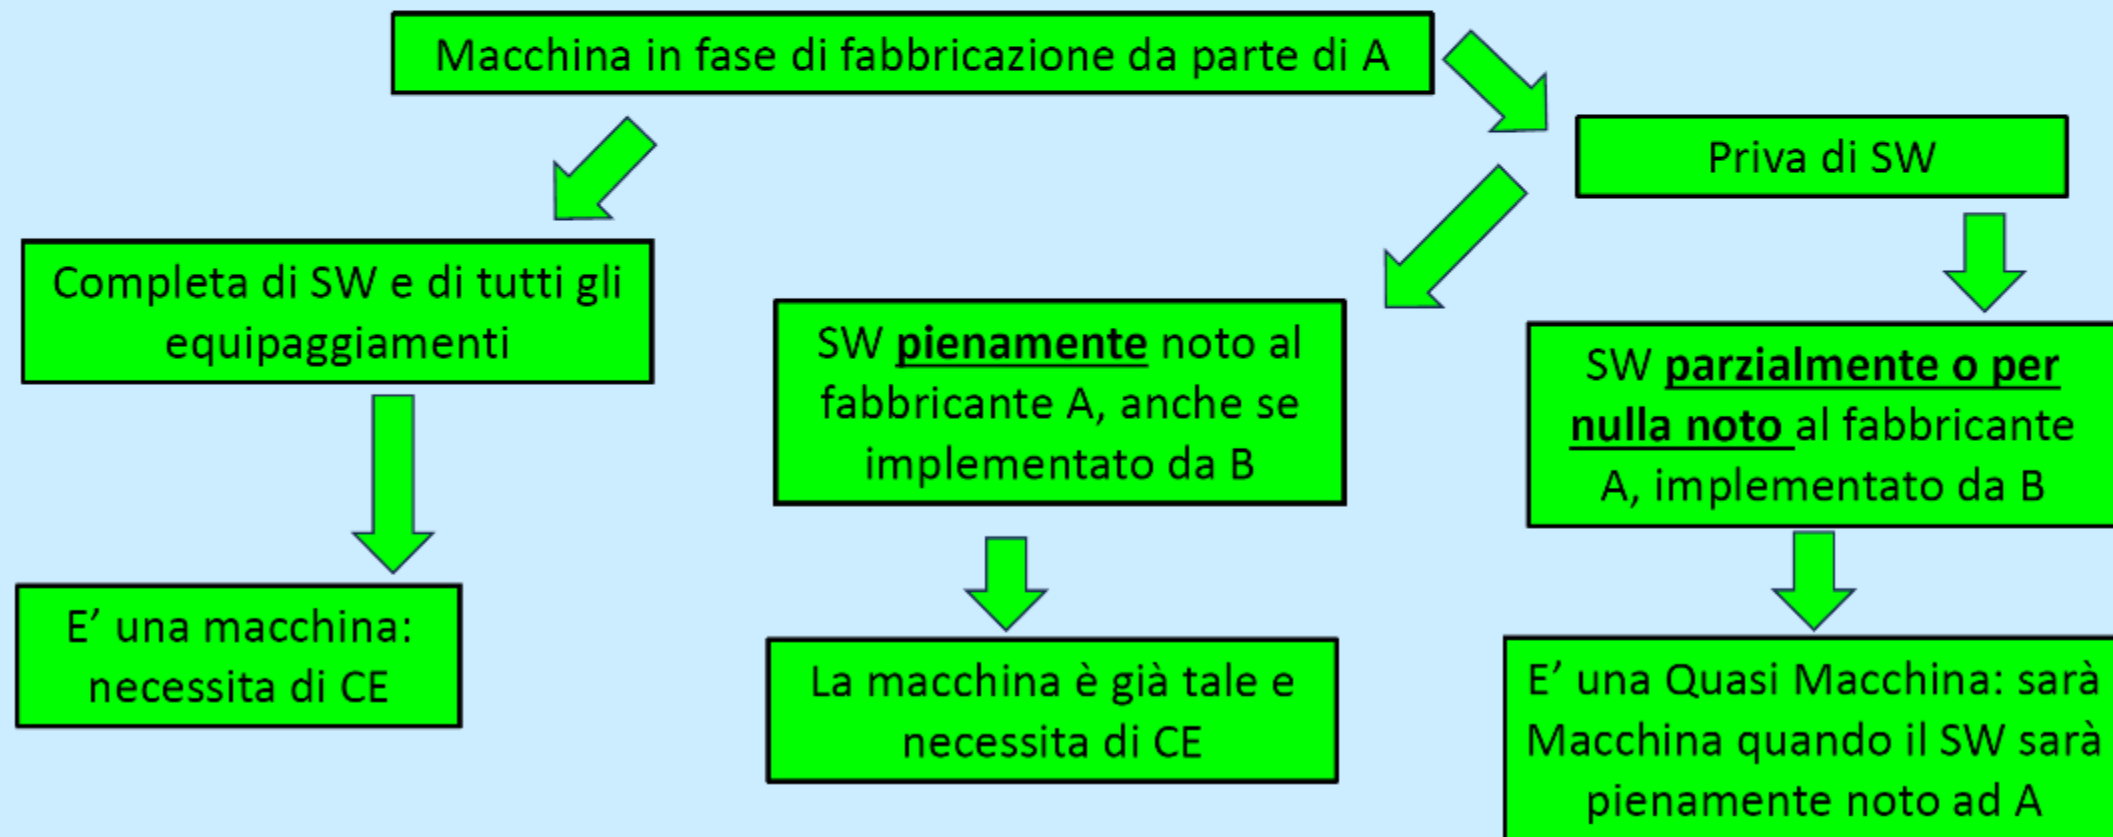 Macchina in fase di fabbricazione da parte di A
Priva di SW
Completa di SW e di tutti gli
equipaggiamenti
SW pienamente noto al
fabbricante A, anche se
implementato da B
SW parzialmente o per
nulla noto al fabbricante
A, implementato da B
E’ una macchina:
necessita di CE
La macchina è già tale e
necessita di CE
E’ una Quasi Macchina: sarà
Macchina quando il SW sarà
pienamente noto ad A